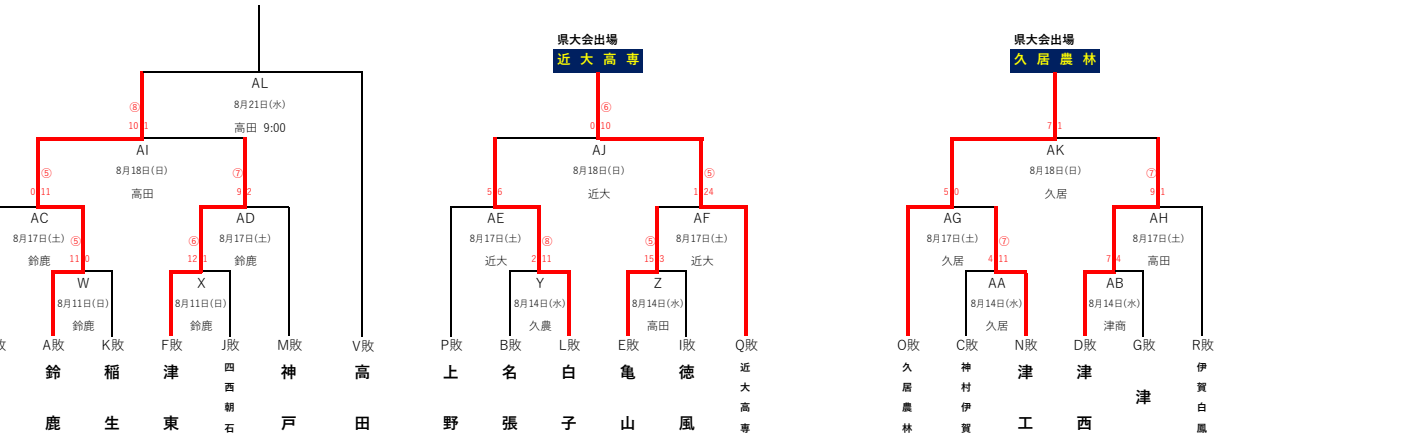 県大会出場
県大会出場
近大高専
久居農林
AL
8月21日(水)
高田 9:00
⑧
10 1
⑥
0 10
7 1
AI
8月18日(日)
高田
AJ
8月18日(日)
近大
AK
8月18日(日)
久居
⑤
0 11
⑦
9 2
5 6
⑤
1 24
5 0
⑦
9 1
AC
8月17日(土)
鈴鹿
AD
8月17日(土)
鈴鹿
AE
8月17日(土)
近大
AF
8月17日(土)
近大
AG
8月17日(土)
久居
AH
8月17日(土)
高田
⑤
11 0
⑥
12 1
⑧
2 11
⑤
15 3
⑦
4 11
7 4
W
8月11日(日)
鈴鹿
X
8月11日(日)
鈴鹿
Y
8月14日(水)
久農
Z
8月14日(水)
高田
AA
8月14日(水)
久居
AB
8月14日(水)
津商
敗 A敗 K敗 F敗 J敗 M敗 V敗 P敗 B敗 L敗 E敗 I敗 Q敗 O敗 C敗 N敗 D敗 G敗 R敗
鈴鹿
稲生
津東
四西朝石
神戸
高田
上野
名張
白子
亀山
徳風
近大高専
久居農林
神村伊賀
津工
津西
津
伊賀白鳳